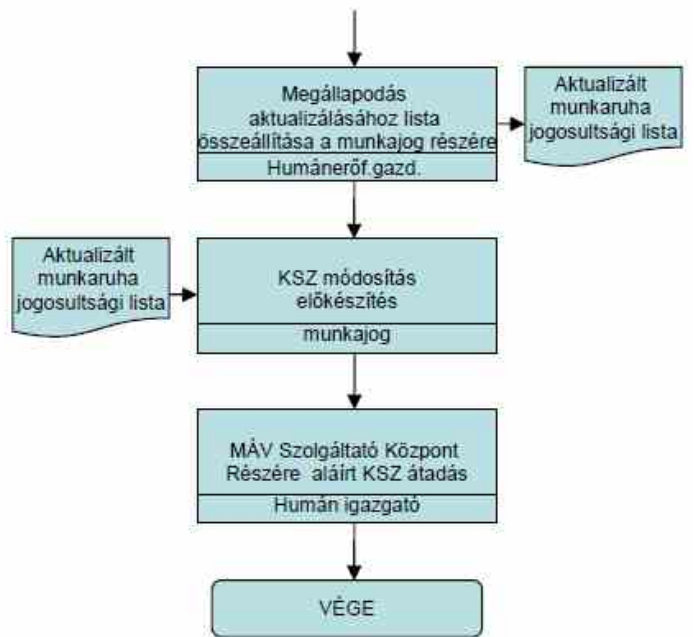 Megállapodás
aktualizálásához lista
összeállítása a munkajog részére
Humánerőf.gazd.
Aktualizált
munkaruha
jogosultsági lista
Aktualizált
munkaruha
jogosultsági lista
KSZ módosítás
előkészítés
munkajog
MÁV Szolgáltató Központ
Részére aláírt KSZ átadás
Humán igazgató
VÉGE